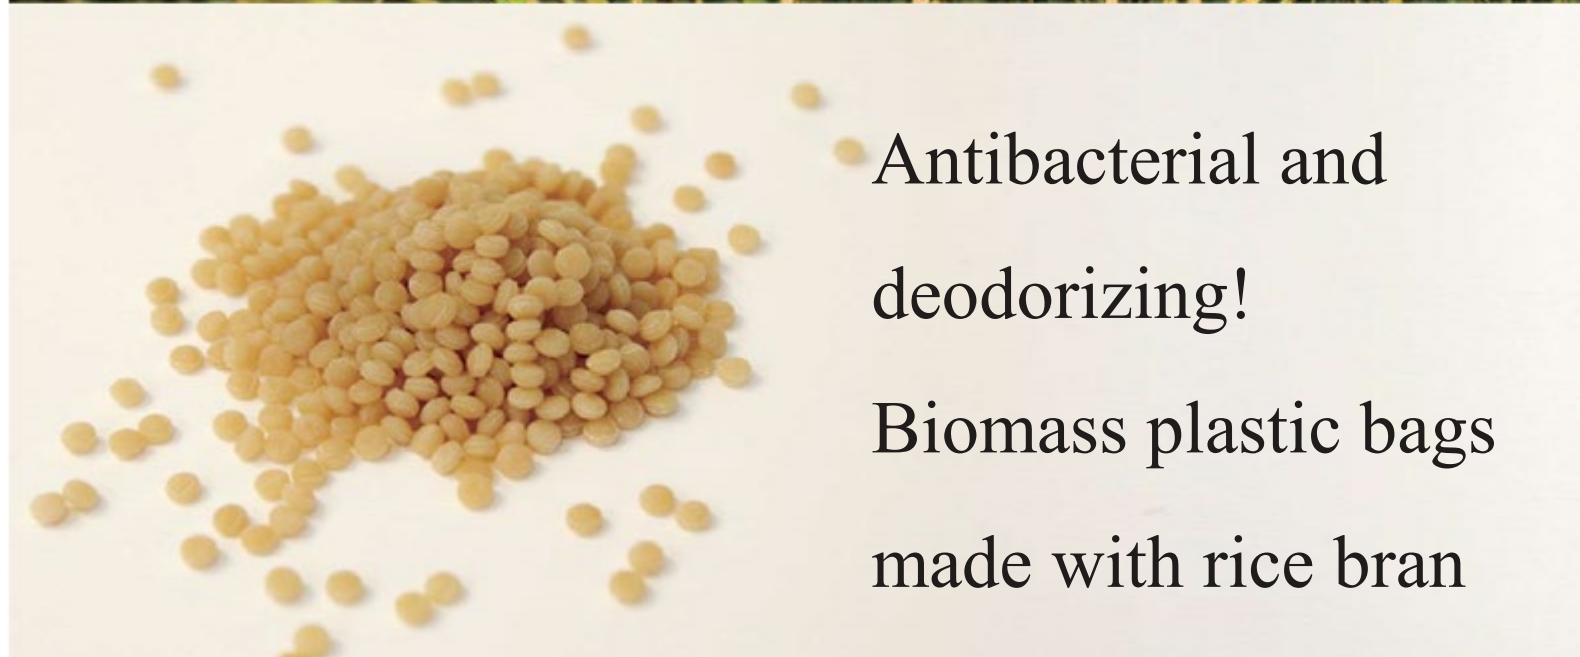 Antibacterial and
deodorizing!
Biomass plastic bags
made with rice bran